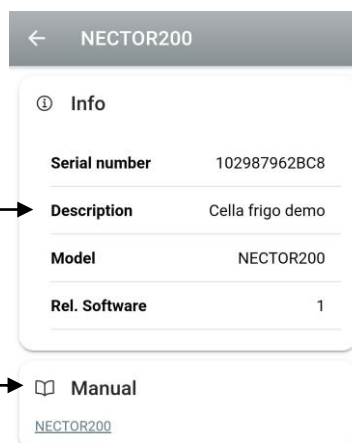 NECTOR200
Info
Serial number 102987962BC8
Description Cella frigo demo
Model NECTOR200
Rel. Software 1
Manual
NECTOR200